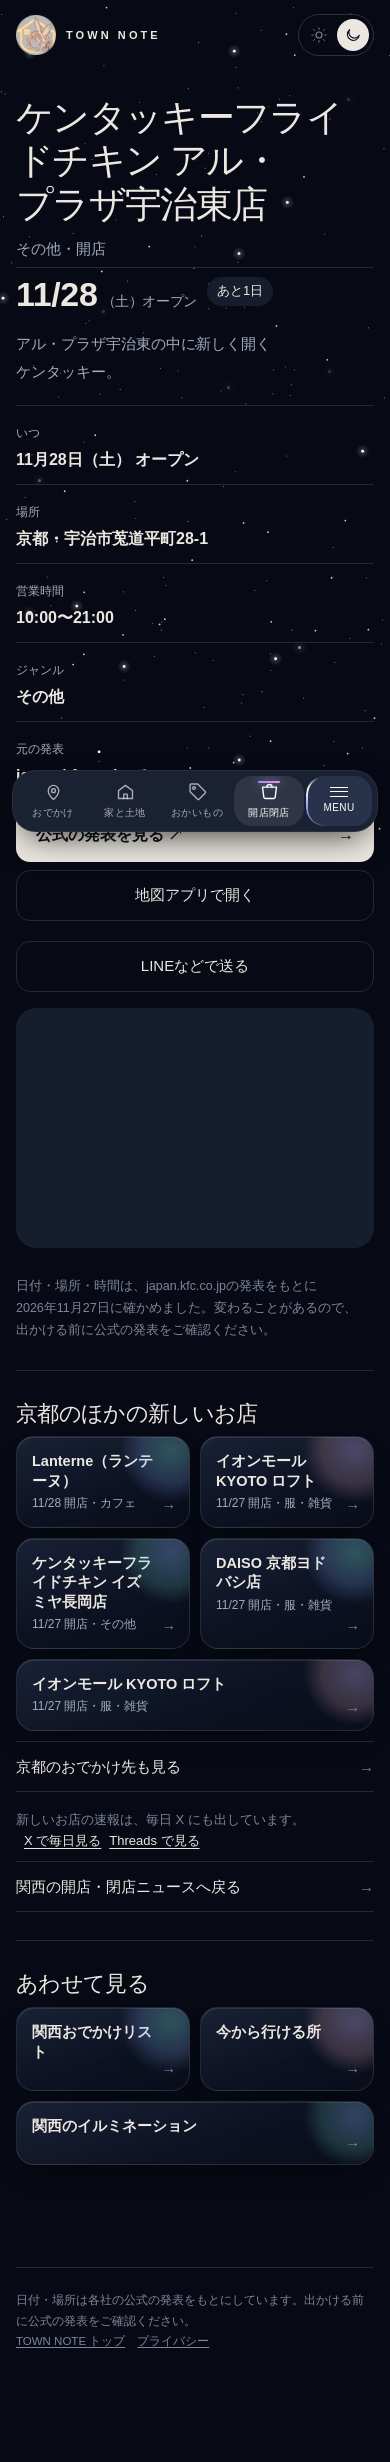 TOWN NOTE
ケンタッキーフライ
ドチキン アル・
プラザ宇治東店
その他・開店
11/28 （土）オープン あと1日
アル・プラザ宇治東の中に新しく開く
ケンタッキー。
いつ
11月28日（土） オープン
場所
京都・宇治市莵道平町28-1
営業時間
10:00〜21:00
ジャンル
その他
元の発表
おでかけ 家と土地 おかいもの 開店閉店 MENU
公式の発表を見る ↗ →
地図アプリで開く
LINEなどで送る
日付・場所・時間は、japan.kfc.co.jpの発表をもとに
2026年11月27日に確かめました。変わることがあるので、
出かける前に公式の発表をご確認ください。
京都のほかの新しいお店
Lanterne（ランテ
ーヌ）
11/28 開店・カフェ →
イオンモール
KYOTO ロフト
11/27 開店・服・雑貨 →
ケンタッキーフラ
イドチキン イズ
ミヤ長岡店
11/27 開店・その他 →
DAISO 京都ヨド
バシ店
11/27 開店・服・雑貨
→
イオンモール KYOTO ロフト
11/27 開店・服・雑貨 →
京都のおでかけ先も見る →
新しいお店の速報は、毎日 X にも出しています。
X で毎日見る Threads で見る
関西の開店・閉店ニュースへ戻る →
あわせて見る
関西おでかけリス
ト
→
今から行ける所
→
関西のイルミネーション
→
日付・場所は各社の公式の発表をもとにしています。出かける前
に公式の発表をご確認ください。
TOWN NOTE トップ プライバシー